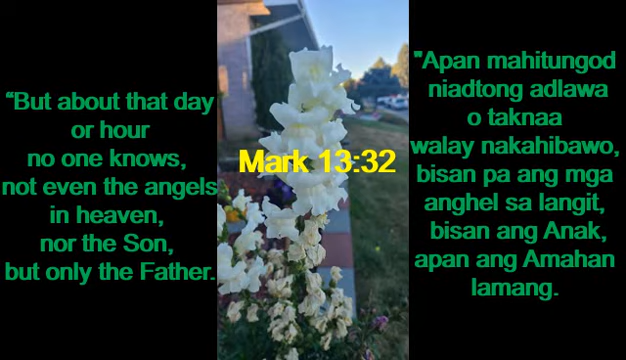 “But about that day
or hour
no one knows,
not even the angels
in heaven,
nor the Son,
but only the Father.
Mark 13:32
"Apan mahitungod
niadtong adlawa
o taknaa
walay nakahibawo,
bisan pa ang mga
anghel sa langit,
bisan ang Anak,
apan ang Amahan
lamang.